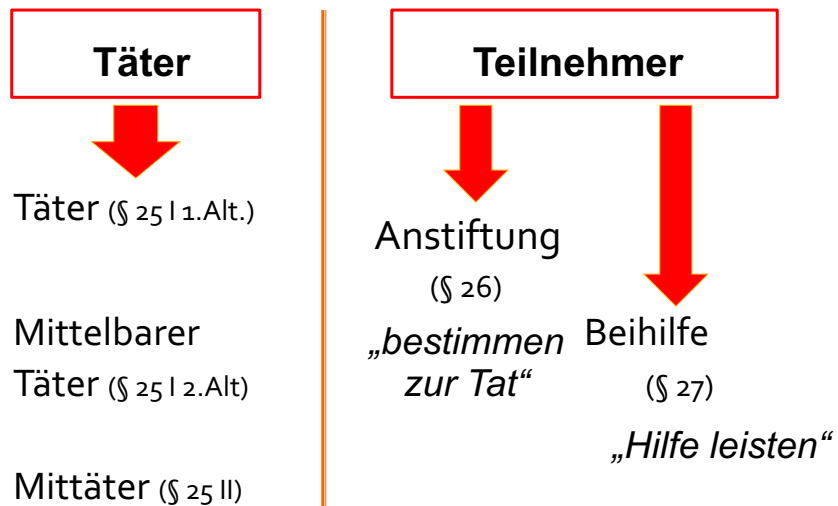 Täter
Täter (§ 25 I 1.Alt.)
Mittelbarer
Täter (§ 25 I 2.Alt)
Mittäter (§ 25 II)
Teilnehmer
Anstiftung
(§ 26)
„bestimmen
zur Tat“
Beihilfe
(§ 27)
„Hilfe leisten“